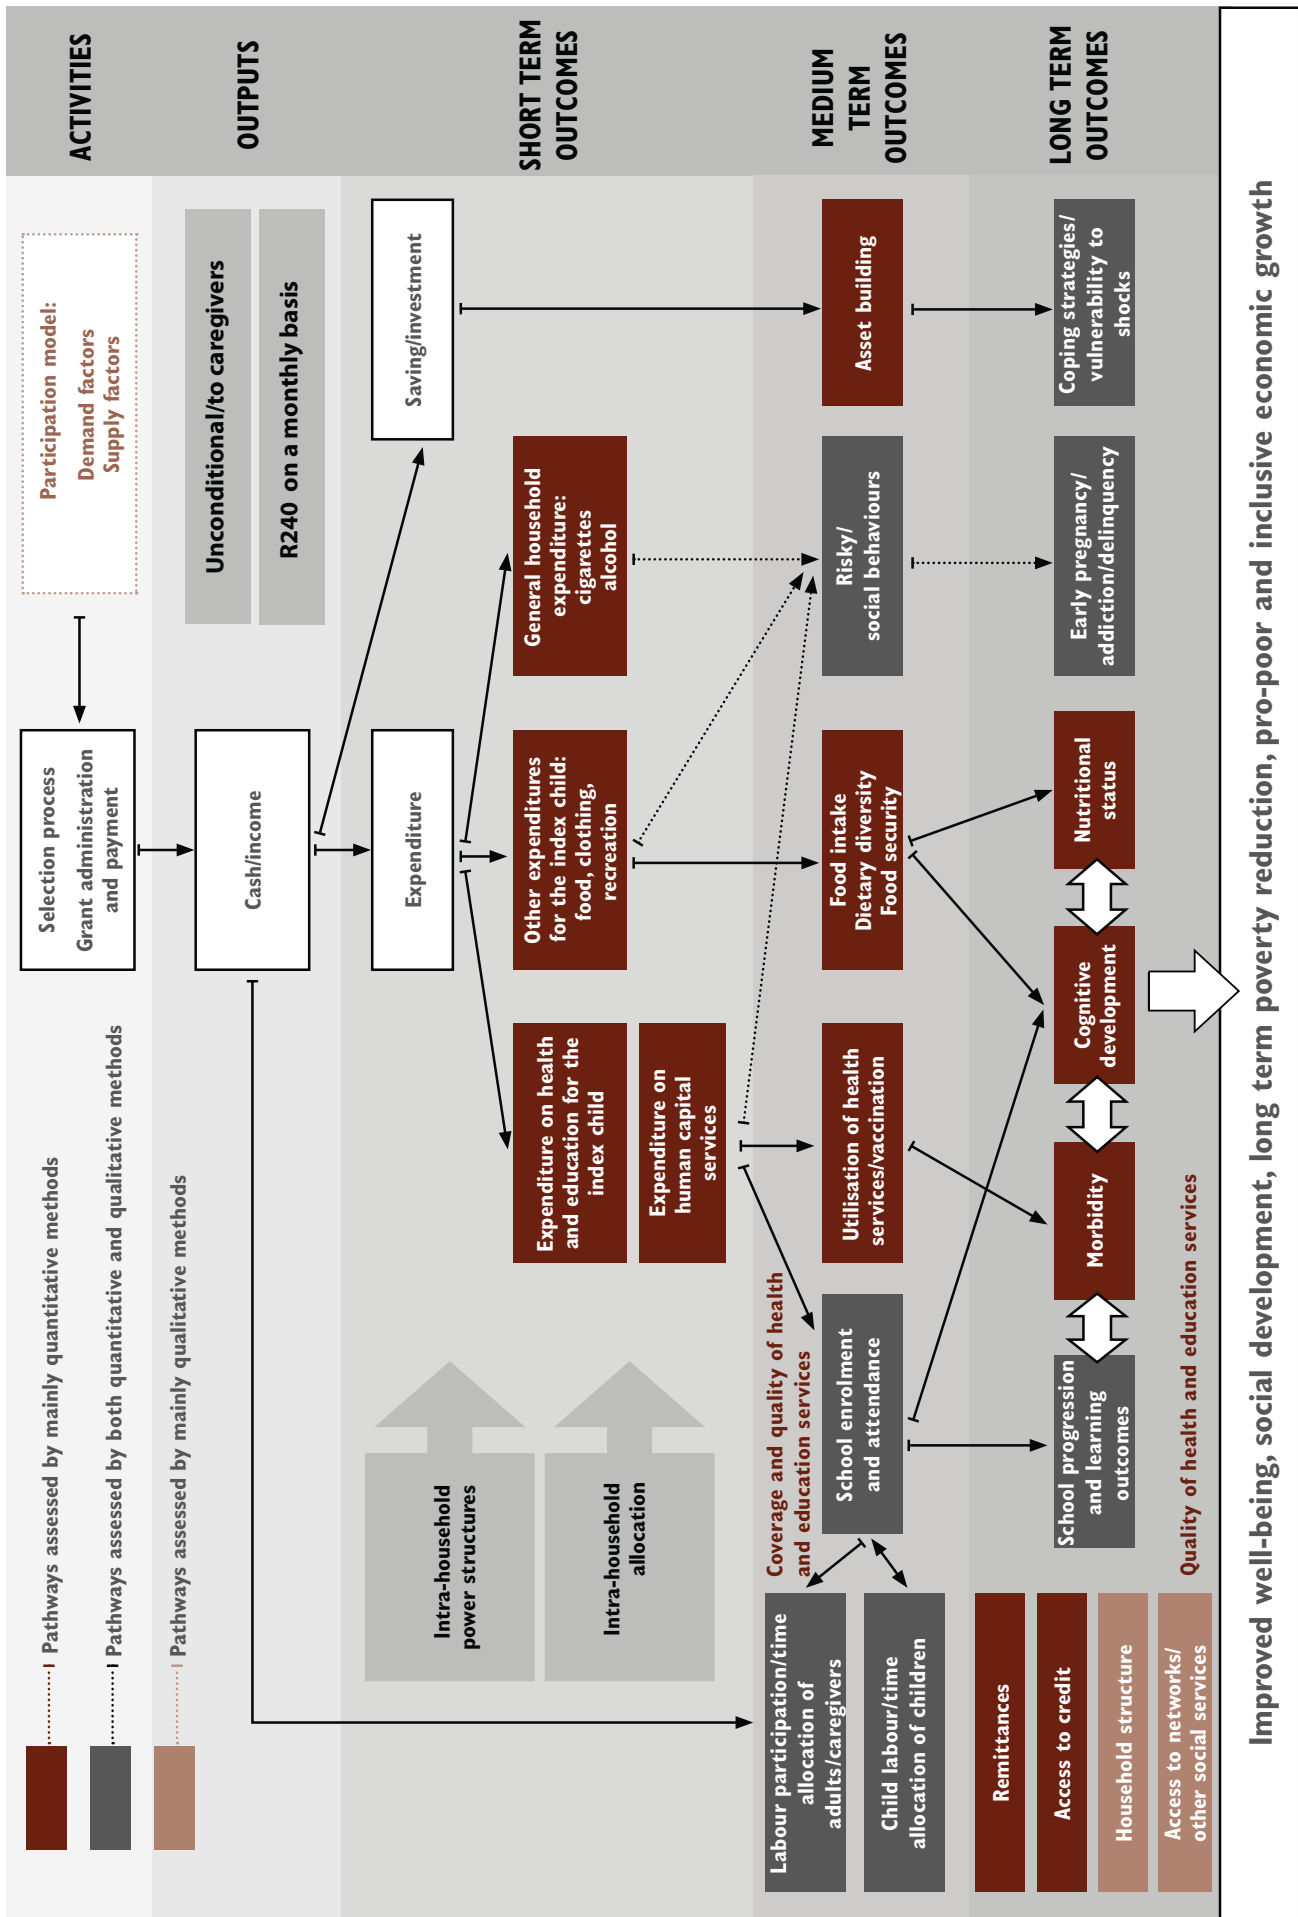 Pathways assessed by mainly quantitative methods
Pathways assessed by both quantitative and qualitative methods
Pathways assessed by mainly qualitative methods
Selection process
Grant administration
and payment
Participation model:
Demand factors
Supply factors
ACTIVITIES
Cash/income
Unconditional/to caregivers
R240 on a monthly basis
OUTPUTS
Intra-household
power structures
Intra-household
allocation
Expenditure
Saving/investment
Expenditure on health
and education for the
index child
Expenditure on
human capital
services
Other expenditures
for the index child:
food, clothing,
recreation
General household
expenditure:
cigarettes
alcohol
SHORT TERM
OUTCOMES
Labour participation/time
allocation of
adults/caregivers
Child labour/time
allocation of children
Coverage and quality of health
and education services
School enrolment
and attendance
Utilisation of health
services/vaccination
Food intake
Dietary diversity
Food security
Risky/
social behaviours
Asset building
MEDIUM
TERM
OUTCOMES
Remittances
Access to credit
Household structure
Access to networks/
other social services
School progression
and learning
outcomes
Morbidity
Cognitive
development
Nutritional
status
Early pregnancy/
addiction/delinquency
Coping strategies/
vulnerability to
shocks
LONG TERM
OUTCOMES
Quality of health and education services
Improved well-being, social development, long term poverty reduction, pro-poor and inclusive economic growth